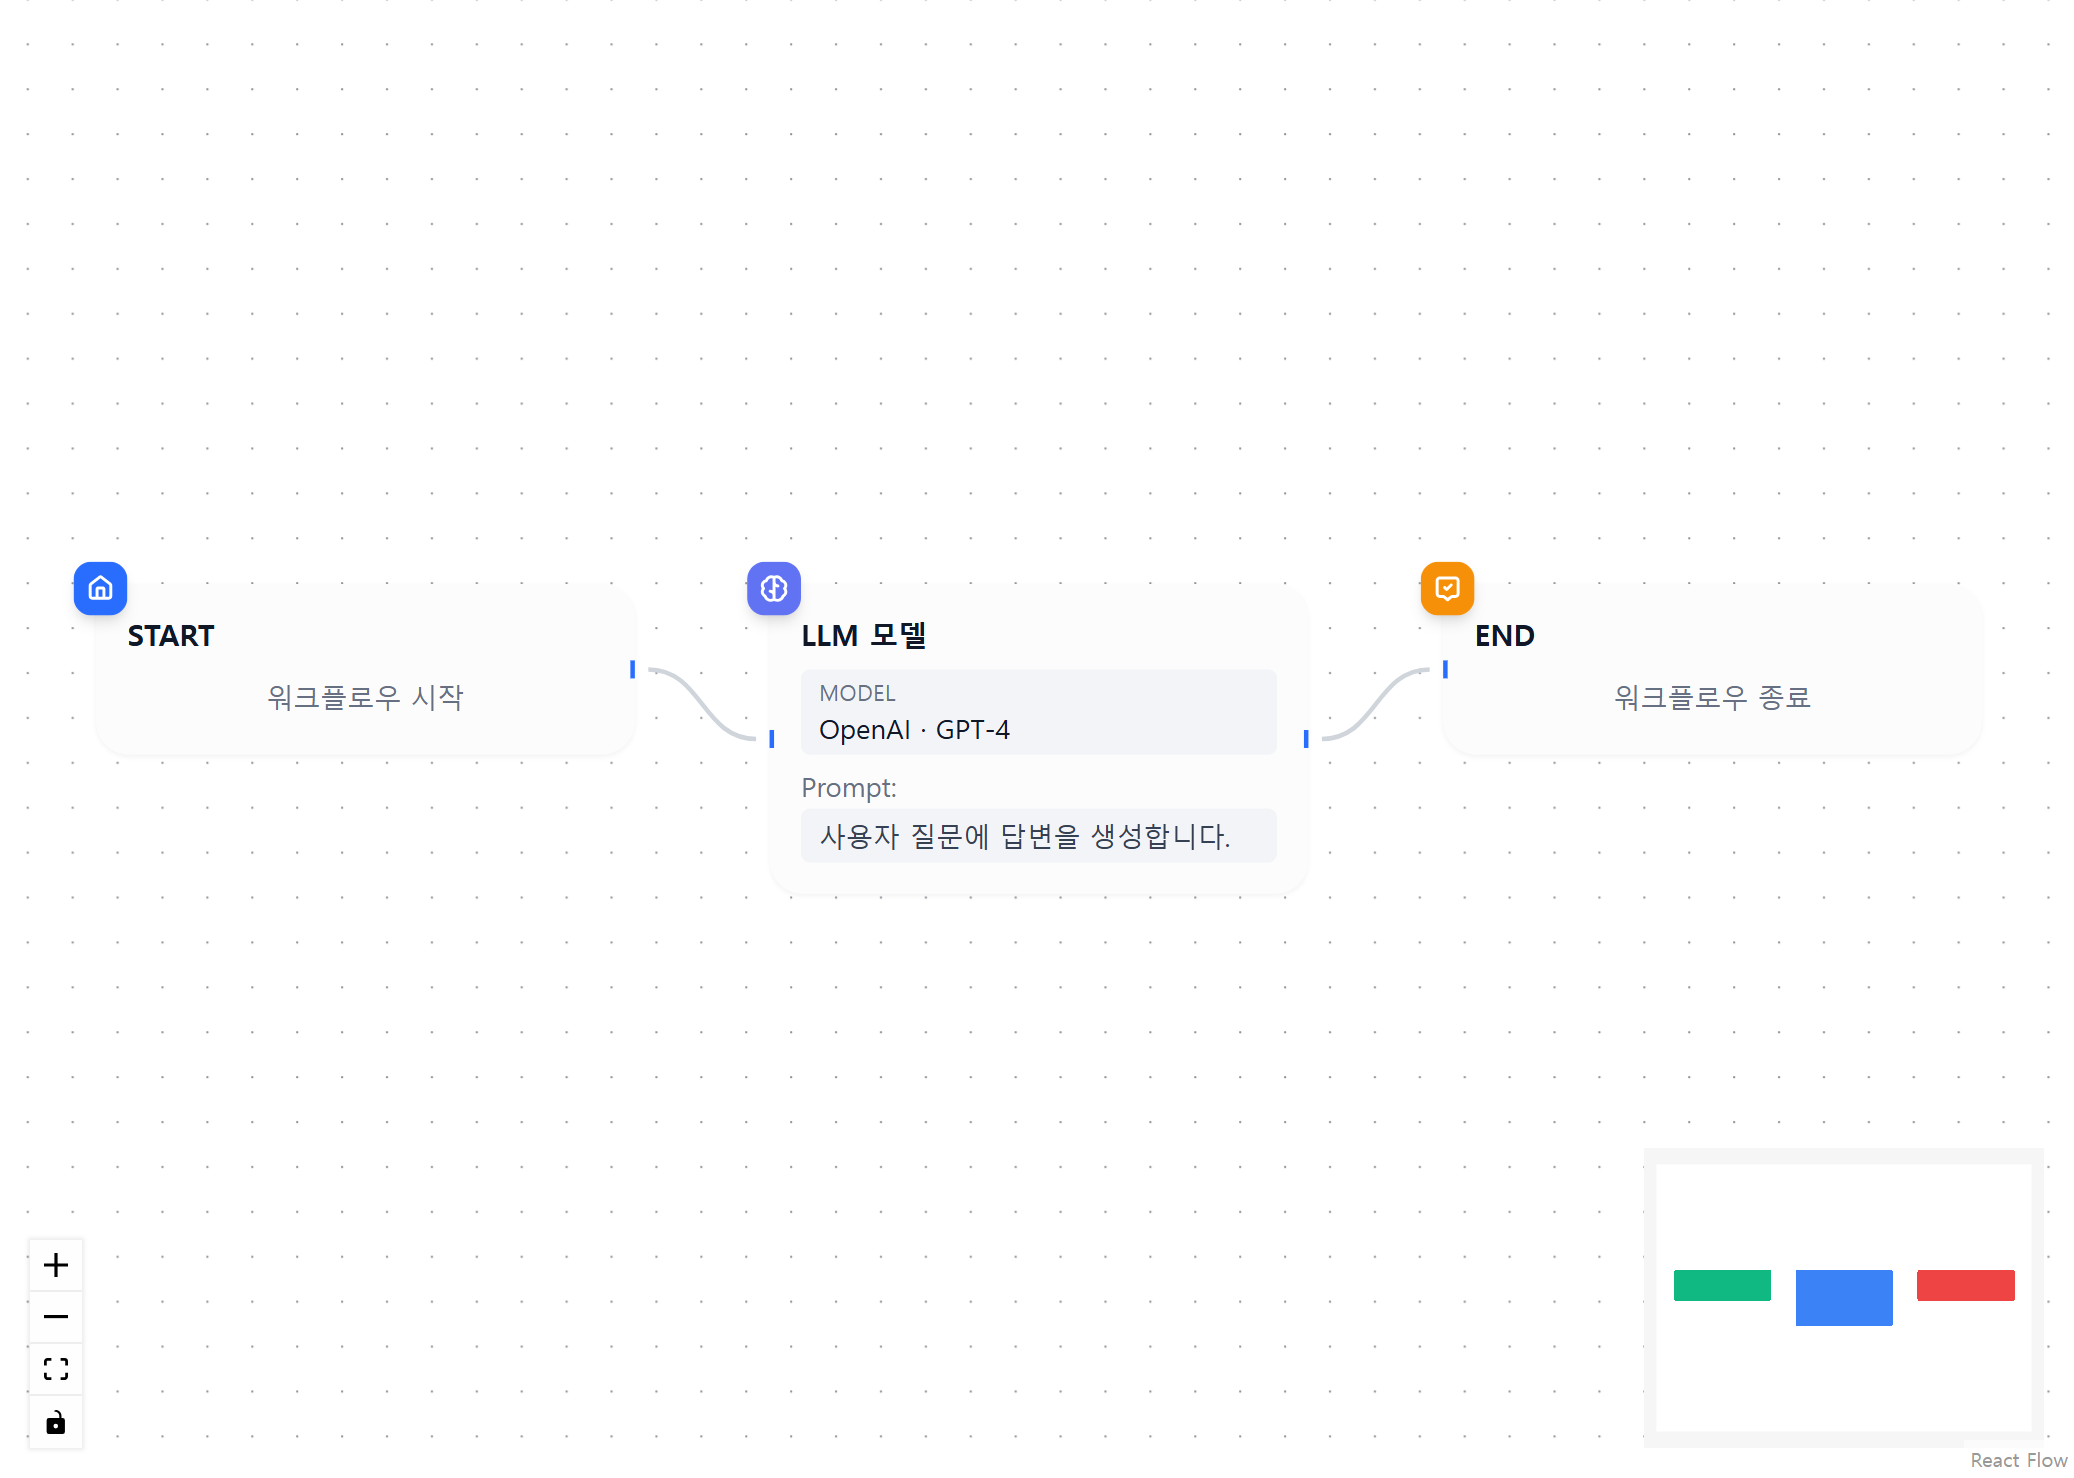 START
워크플로우 시작
LLM 모델
MODEL
OpenAI · GPT-4
Prompt:
사용자 질문에 답변을 생성합니다.
END
워크플로우 종료
React Flow